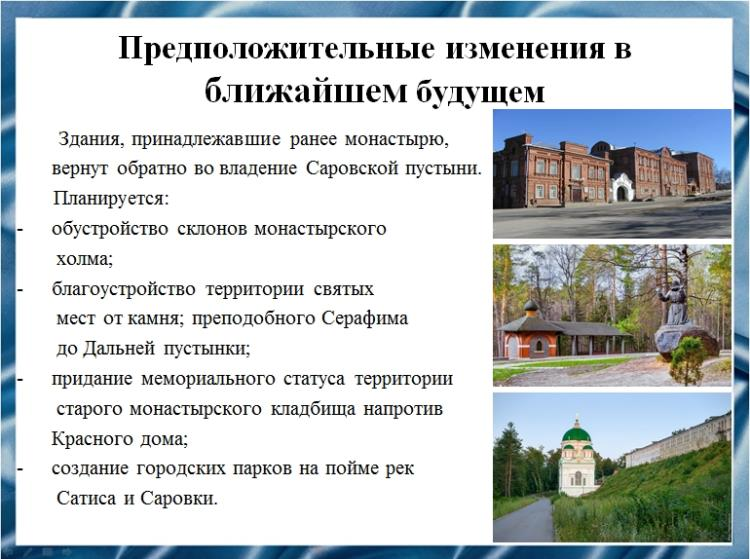 Предположительные изменения в
ближайшем будущем
Здания, принадлежавшие ранее монастырю,
вернут обратно во владение Саровской пустыни.
Планируется:
- обустройство склонов монастырского
холма;
- благоустройство территории святых
мест от камня; преподобного Серафима
до Дальней пустынки;
- придание мемориального статуса территории
старого монастырского кладбища напротив
Красного дома;
- создание городских парков на пойме рек
Сатиса и Саровки.